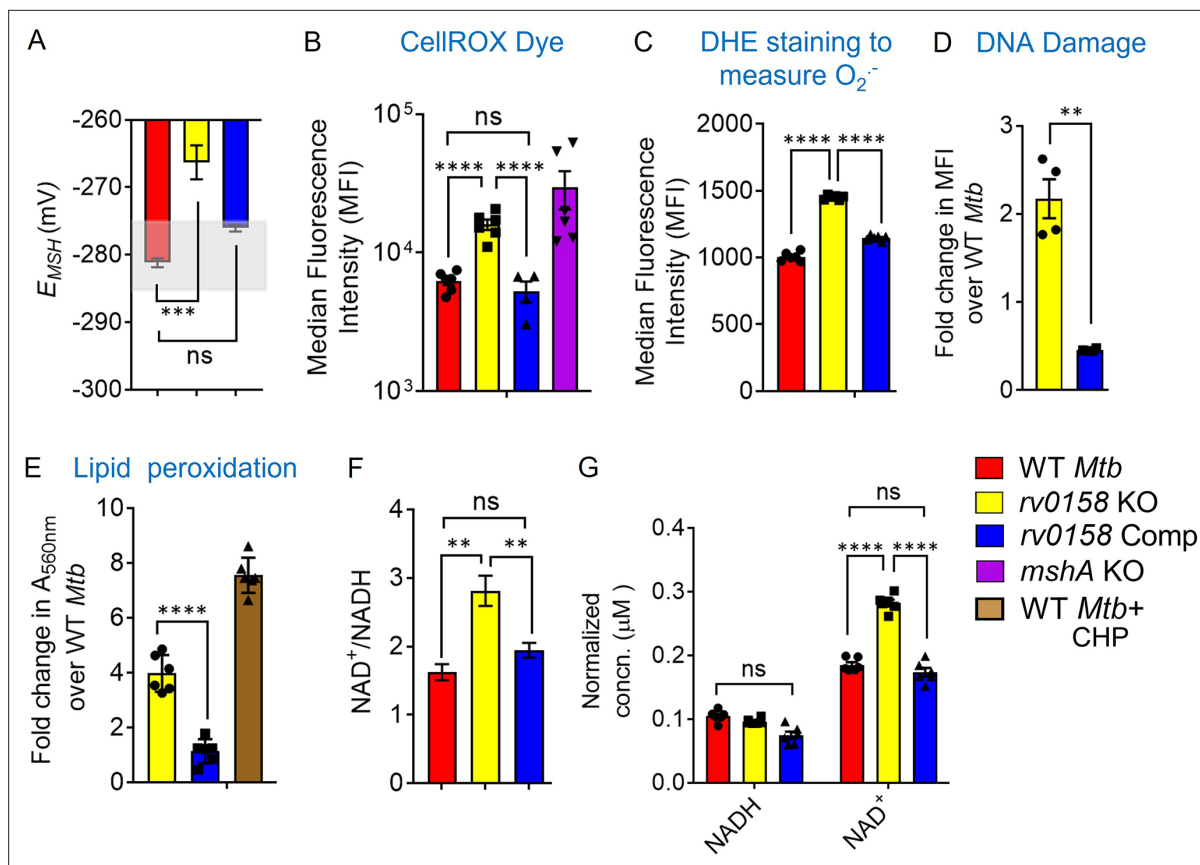 A
-260
-270
-280
-290
-300
E_MSH (mV)
***
ns
B
CellROX Dye
Median Fluorescence
Intensity (MFI)
10^5
10^4
10^3
ns
**** ****
C
DHE staining to
measure O2·-
Median Fluorescence
Intensity (MFI)
2000
1500
1000
500
0
**** ****
D
DNA Damage
Fold change in MFI
over WT Mtb
3
2
1
0
**
E
Lipid peroxidation
Fold change in A560nm
over WT Mtb
10
8
6
4
2
0
****
F
NAD+/NADH
4
3
2
1
0
ns
** **
G
Normalized
concn. (µM)
0.4
0.3
0.2
0.1
0.0
ns
ns
**** ****
NADH
NAD+
WT Mtb
rv0158 KO
rv0158 Comp
mshA KO
WT Mtb+
CHP